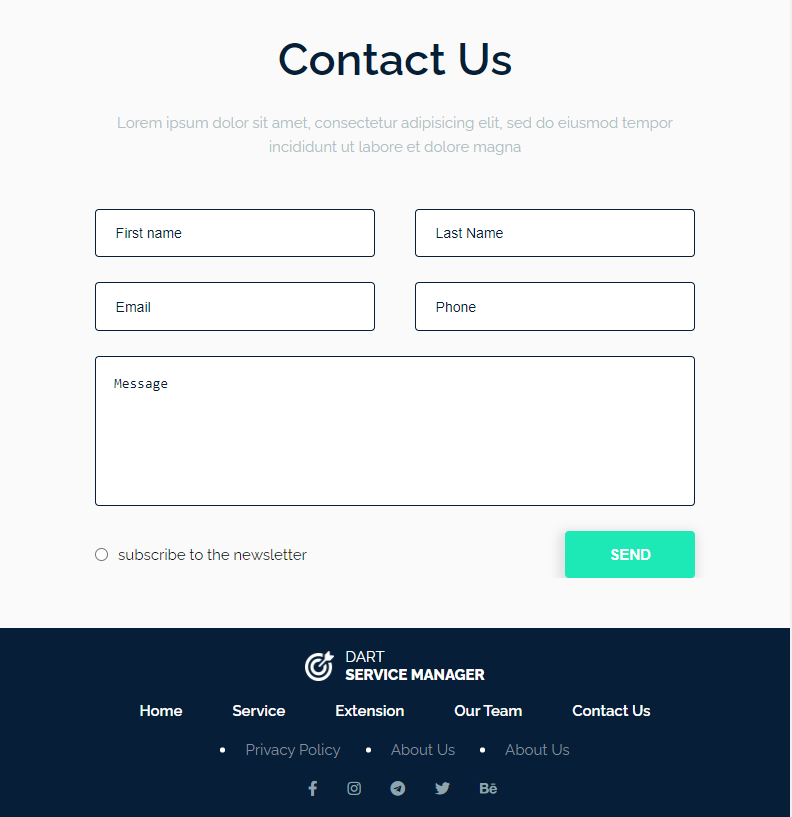 Contact Us
Lorem ipsum dolor sit amet, consectetur adipisicing elit, sed do eiusmod tempor
incididunt ut labore et dolore magna
First name
Last Name
Email
Phone
Message
subscribe to the newsletter
SEND
DART
SERVICE MANAGER
Home Service Extension Our Team Contact Us
• Privacy Policy • About Us • About Us
Bē